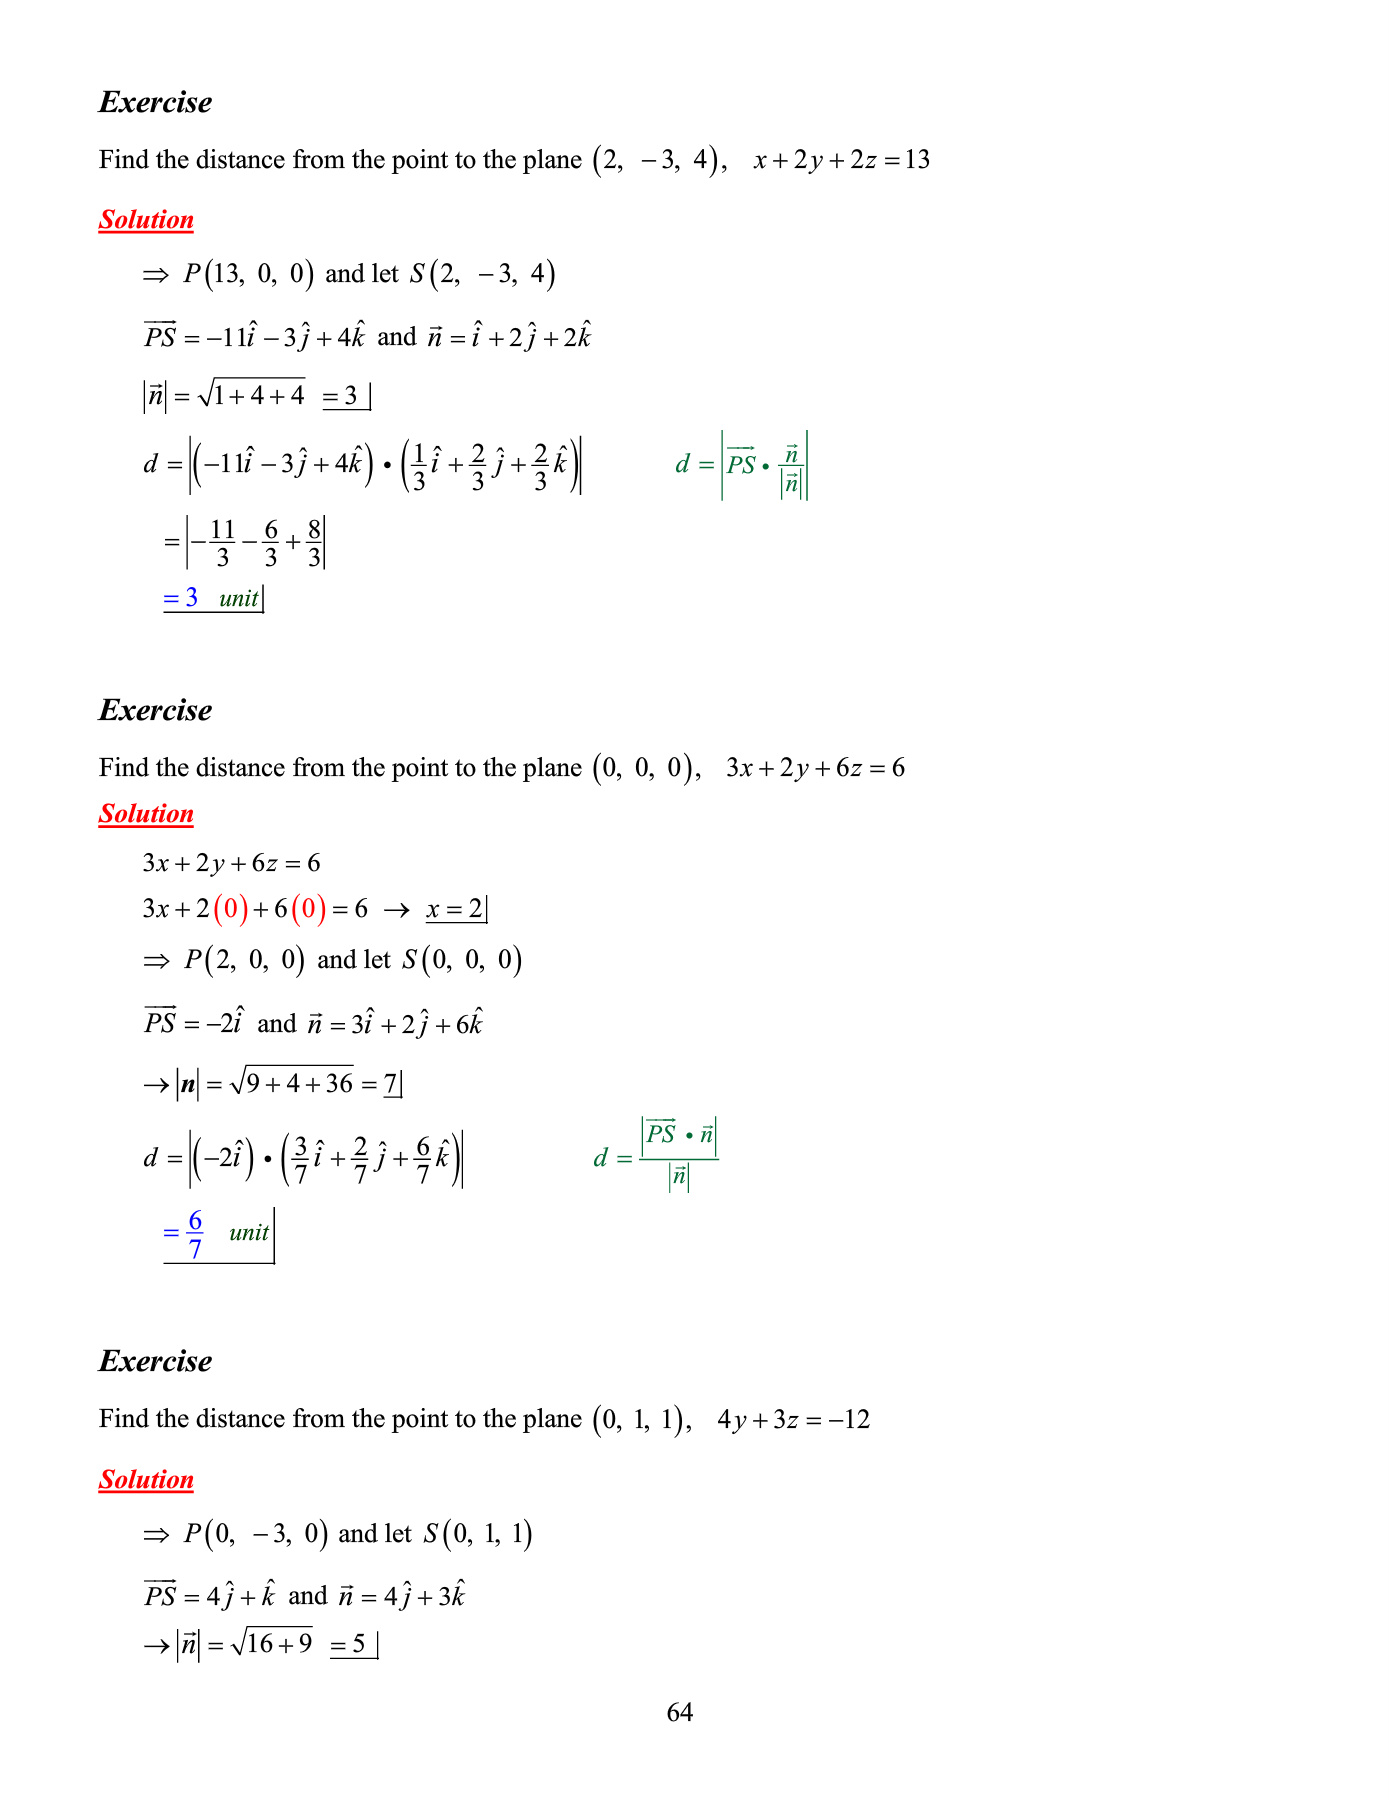 Exercise
Find the distance from the point to the plane (2, −3, 4), x + 2y + 2z = 13
Solution
⇒ P(13, 0, 0) and let S(2, −3, 4)
$\overrightarrow{PS} = -11\hat{i} - 3\hat{j} + 4\hat{k}$ and $\vec{n} = \hat{i} + 2\hat{j} + 2\hat{k}$
$|\vec{n}| = \sqrt{1+4+4}$ $\underline{= 3\,|}$
$d = \left|\left(-11\hat{i} - 3\hat{j} + 4\hat{k}\right) \bullet \left(\frac{1}{3}\hat{i} + \frac{2}{3}\hat{j} + \frac{2}{3}\hat{k}\right)\right|$ $d = \left|\overrightarrow{PS} \bullet \frac{\vec{n}}{|\vec{n}|}\right|$
$= \left|-\frac{11}{3} - \frac{6}{3} + \frac{8}{3}\right|$
$\underline{= 3 \;\; unit|}$
Exercise
Find the distance from the point to the plane (0, 0, 0), 3x + 2y + 6z = 6
Solution
3x + 2y + 6z = 6
3x + 2(0) + 6(0) = 6 → $\underline{x = 2|}$
⇒ P(2, 0, 0) and let S(0, 0, 0)
$\overrightarrow{PS} = -2\hat{i}$ and $\vec{n} = 3\hat{i} + 2\hat{j} + 6\hat{k}$
$\rightarrow |\boldsymbol{n}| = \sqrt{9+4+36} = \underline{7|}$
$d = \left|\left(-2\hat{i}\right) \bullet \left(\frac{3}{7}\hat{i} + \frac{2}{7}\hat{j} + \frac{6}{7}\hat{k}\right)\right|$ $d = \frac{\left|\overrightarrow{PS} \bullet \vec{n}\right|}{|\vec{n}|}$
$\underline{= \frac{6}{7} \;\; unit|}$
Exercise
Find the distance from the point to the plane (0, 1, 1), 4y + 3z = −12
Solution
⇒ P(0, −3, 0) and let S(0, 1, 1)
$\overrightarrow{PS} = 4\hat{j} + \hat{k}$ and $\vec{n} = 4\hat{j} + 3\hat{k}$
$\rightarrow |\vec{n}| = \sqrt{16+9}$ $\underline{= 5\,|}$
64